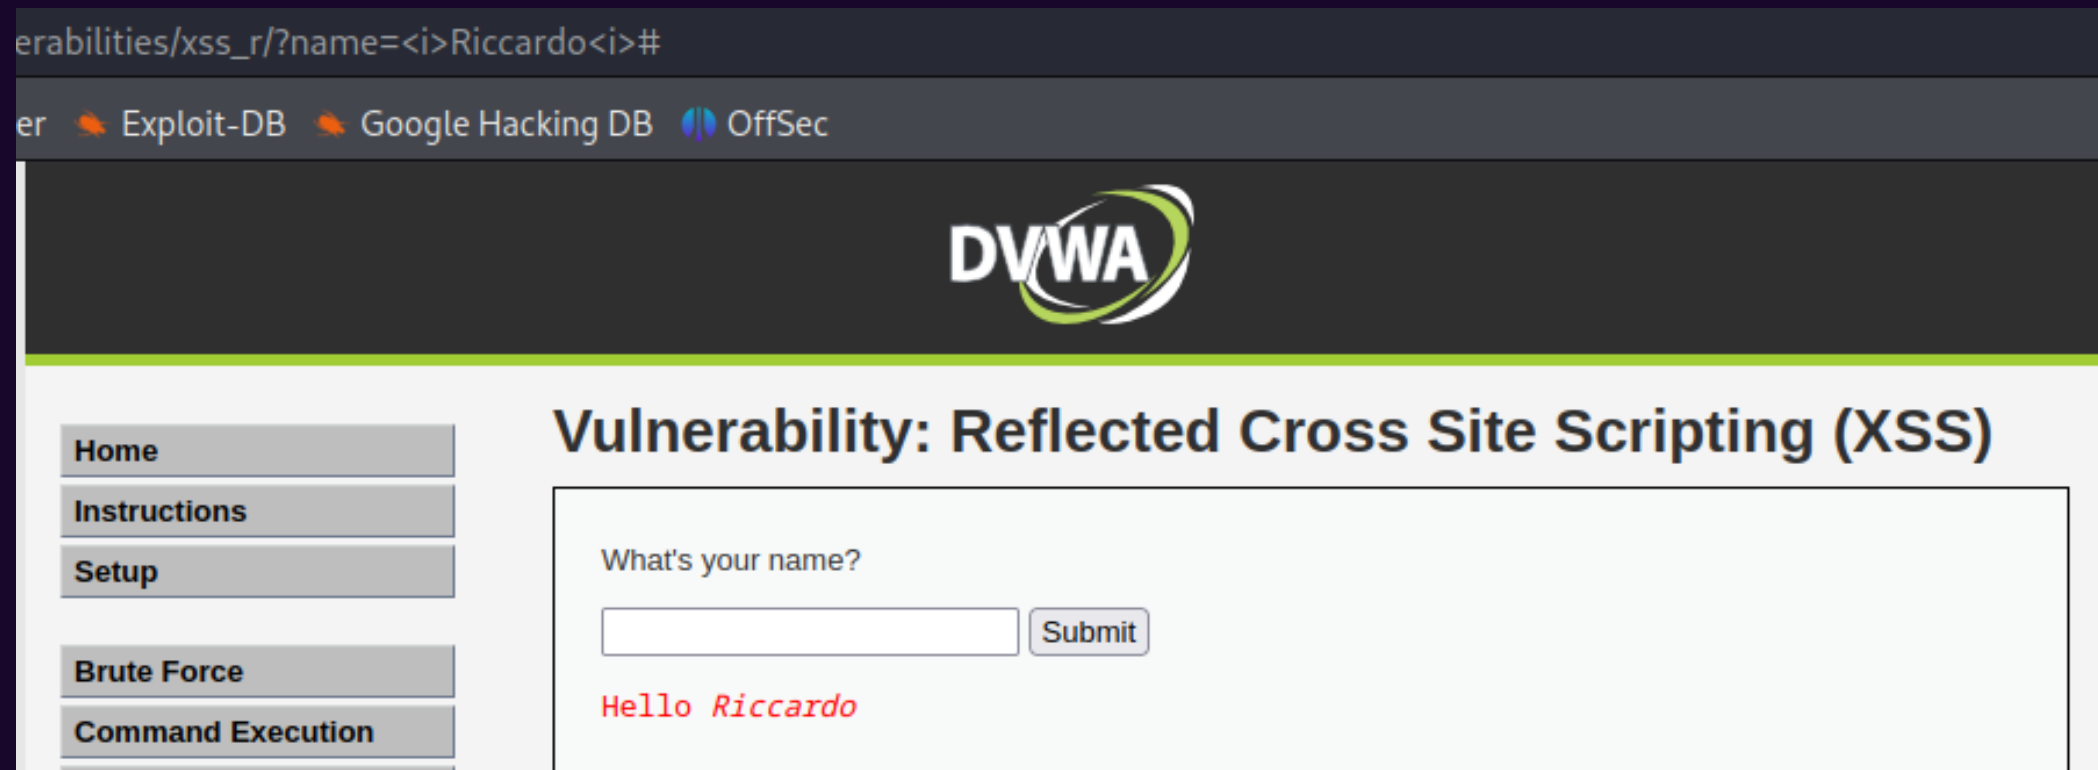 erabilities/xss_r/?name=<i>Riccardo<i>#
er Exploit-DB Google Hacking DB OffSec
DVWA
Home
Instructions
Setup
Brute Force
Command Execution
Vulnerability: Reflected Cross Site Scripting (XSS)
What's your name?
Submit
Hello Riccardo